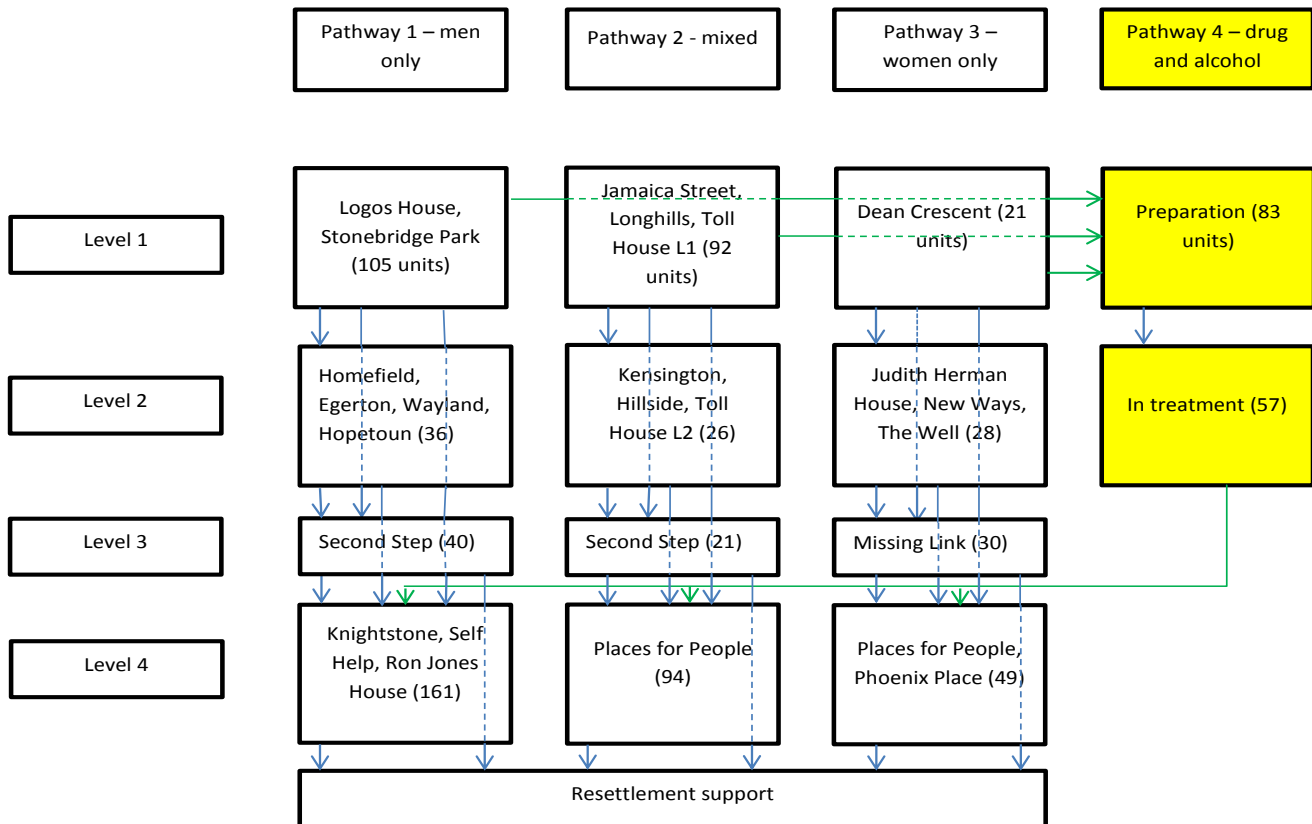 Pathway 1 – men
only
Pathway 2 - mixed
Pathway 3 –
women only
Pathway 4 – drug
and alcohol
Level 1
Logos House,
Stonebridge Park
(105 units)
Jamaica Street,
Longhills, Toll
House L1 (92
units)
Dean Crescent (21
units)
Preparation (83
units)
Level 2
Homefield,
Egerton, Wayland,
Hopetoun (36)
Kensington,
Hillside, Toll
House L2 (26)
Judith Herman
House, New Ways,
The Well (28)
In treatment (57)
Level 3
Second Step (40)
Second Step (21)
Missing Link (30)
Level 4
Knightstone, Self
Help, Ron Jones
House (161)
Places for People
(94)
Places for People,
Phoenix Place (49)
Resettlement support